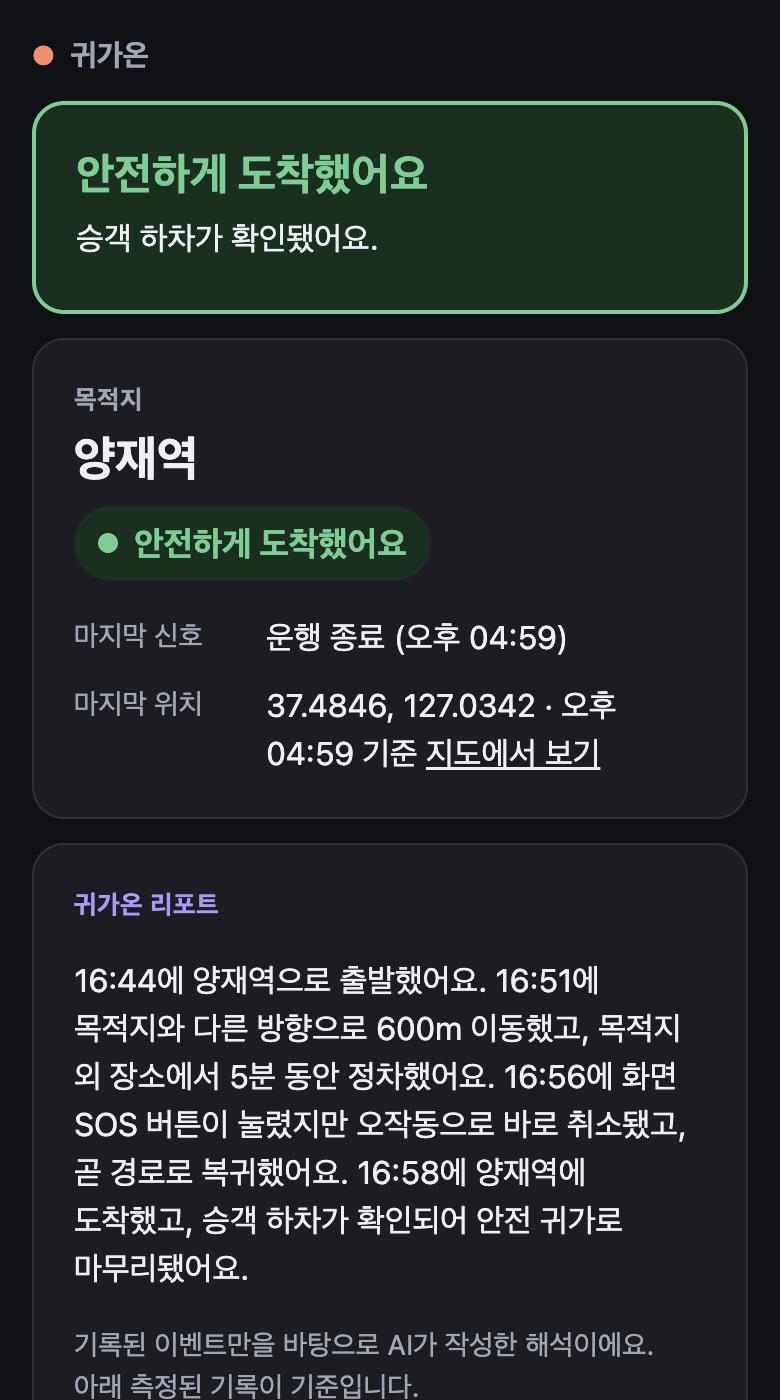 귀가온
안전하게 도착했어요
승객 하차가 확인됐어요.
목적지
양재역
안전하게 도착했어요
마지막 신호 운행 종료 (오후 04:59)
마지막 위치 37.4846, 127.0342 · 오후
04:59 기준 지도에서 보기
귀가온 리포트
16:44에 양재역으로 출발했어요. 16:51에
목적지와 다른 방향으로 600m 이동했고, 목적지
외 장소에서 5분 동안 정차했어요. 16:56에 화면
SOS 버튼이 눌렸지만 오작동으로 바로 취소됐고,
곧 경로로 복귀했어요. 16:58에 양재역에
도착했고, 승객 하차가 확인되어 안전 귀가로
마무리됐어요.
기록된 이벤트만을 바탕으로 AI가 작성한 해석이에요.
아래 측정된 기록이 기준입니다.